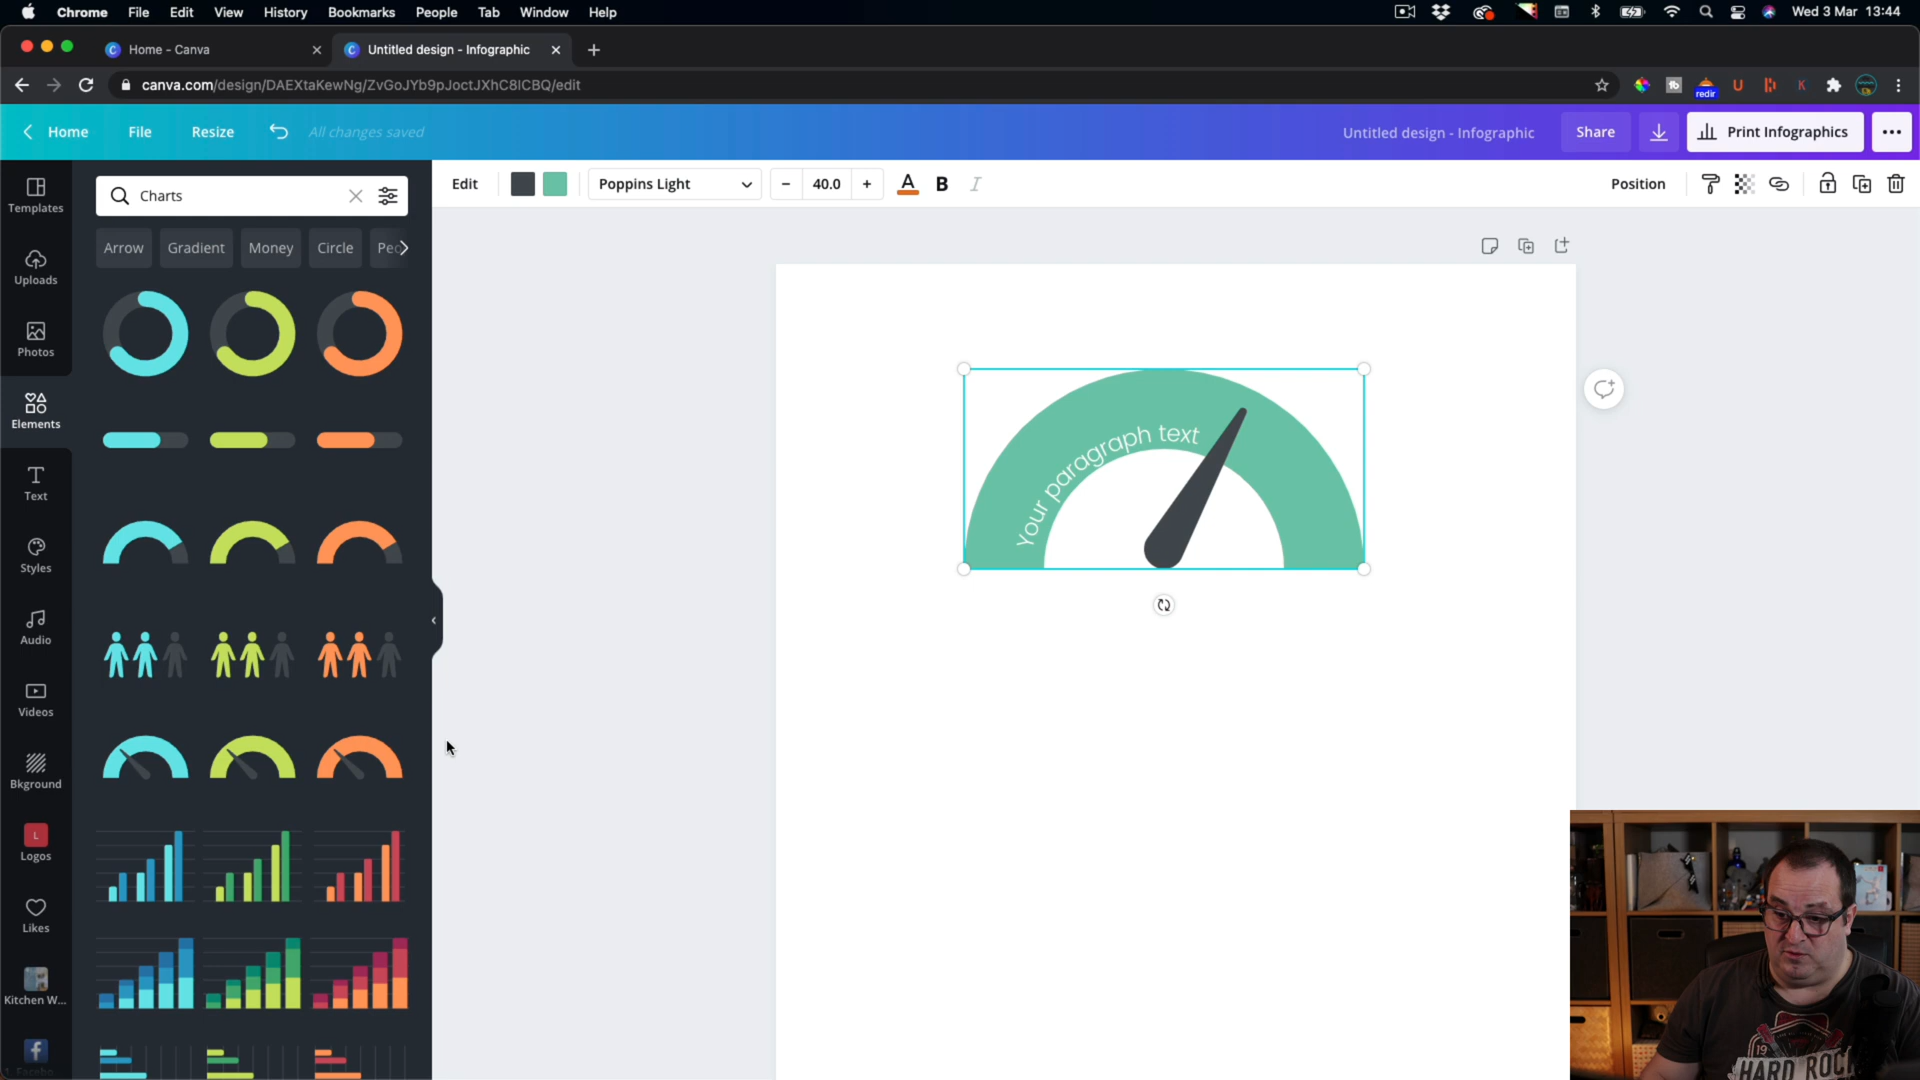 Chrome File Edit View History Bookmarks People Tab Window Help Wed 3 Mar 13:44
Home - Canva Untitled design - Infographic
canva.com/design/DAEXtaKewNg/ZvGoJYb9pJoctJXhC8ICBQ/edit
redir
Home File Resize All changes saved Untitled design - Infographic Share Print Infographics
Charts Edit Poppins Light 40.0 A B I Position
Templates
Arrow Gradient Money Circle
Uploads
Photos
Elements
Your paragraph text
Text
Styles
Audio
Videos
Bkground
L
Logos
Likes
Kitchen W...
HARD ROC